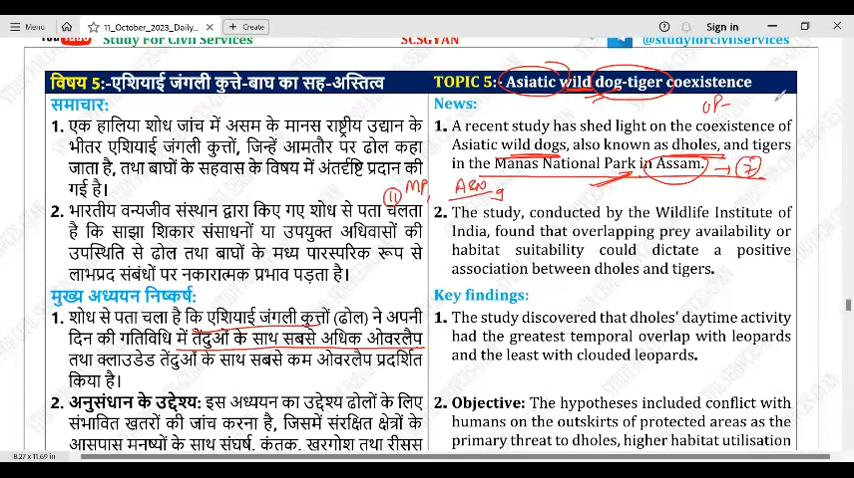 Menu
11_October_2023_Daily...
Create
Sign in
Study For Civil Services
SCSGYAN
@studyforcivilservices
विषय 5:-एशियाई जंगली कुत्ते-बाघ का सह-अस्तित्व
समाचार:
1. एक हालिया शोध जांच में असम के मानस राष्ट्रीय उद्यान के
भीतर एशियाई जंगली कुत्तों, जिन्हें आमतौर पर ढोल कहा
जाता है, तथा बाघों के सहवास के विषय में अंतर्दृष्टि प्रदान की
गई है।
11
MP,
2. भारतीय वन्यजीव संस्थान द्वारा किए गए शोध से पता चलता
है कि साझा शिकार संसाधनों या उपयुक्त अधिवासों की
उपस्थिति से ढोल तथा बाघों के मध्य पारस्परिक रूप से
लाभप्रद संबंधों पर नकारात्मक प्रभाव पड़ता है।
मुख्य अध्ययन निष्कर्ष:
1. शोध से पता चला है कि एशियाई जंगली कुत्तों (ढोल) ने अपनी
दिन की गतिविधि में तेंदुओं के साथ सबसे अधिक ओवरलैप
तथा क्लाउडेड तेंदुओं के साथ सबसे कम ओवरलैप प्रदर्शित
किया है।
2. अनुसंधान के उद्देश्य: इस अध्ययन का उद्देश्य ढोलों के लिए
संभावित खतरों की जांच करना है, जिसमें संरक्षित क्षेत्रों के
आसपास मनुष्यों के साथ संघर्ष, कृंतक, खरगोश तथा रीसस
TOPIC 5:- Asiatic wild dog-tiger coexistence
News:
UP-
1. A recent study has shed light on the coexistence of
Asiatic wild dogs, also known as dholes, and tigers
in the Manas National Park in Assam.
7
2. The study, conducted by the Wildlife Institute of
India, found that overlapping prey availability or
habitat suitability could dictate a positive
association between dholes and tigers.
Key findings:
1. The study discovered that dholes' daytime activity
had the greatest temporal overlap with leopards
and the least with clouded leopards.
2. Objective: The hypotheses included conflict with
humans on the outskirts of protected areas as the
primary threat to dholes, higher habitat utilisation
8.27 x 11.69 in